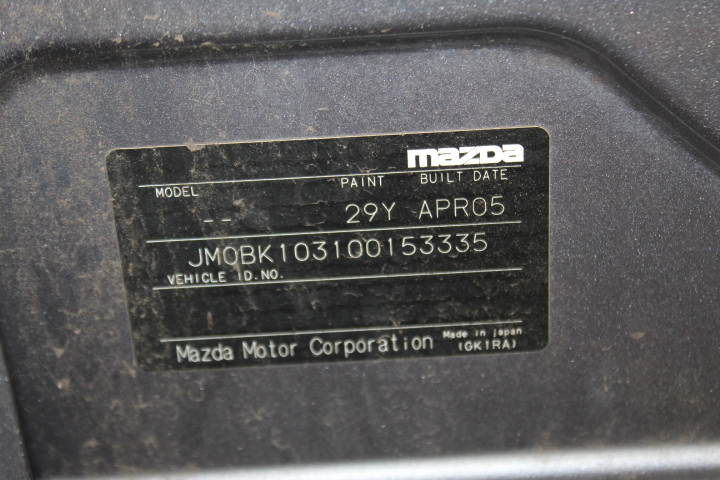 mazda
MODEL PAINT BUILT DATE
-- 29Y APR05
JM0BK103100153335
VEHICLE ID.NO.
Mazda Motor Corporation Made in Japan
(GK1RA)